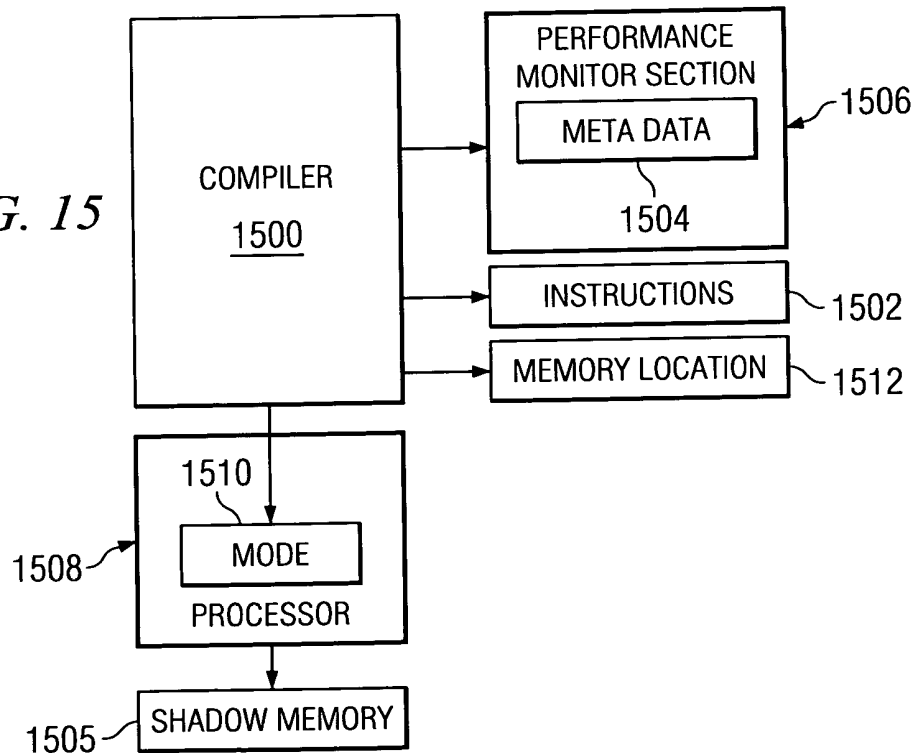 G. 15
COMPILER
1500
PERFORMANCE
MONITOR SECTION
META DATA
1504
1506
INSTRUCTIONS
1502
MEMORY LOCATION
1512
1510
MODE
PROCESSOR
1508
SHADOW MEMORY
1505